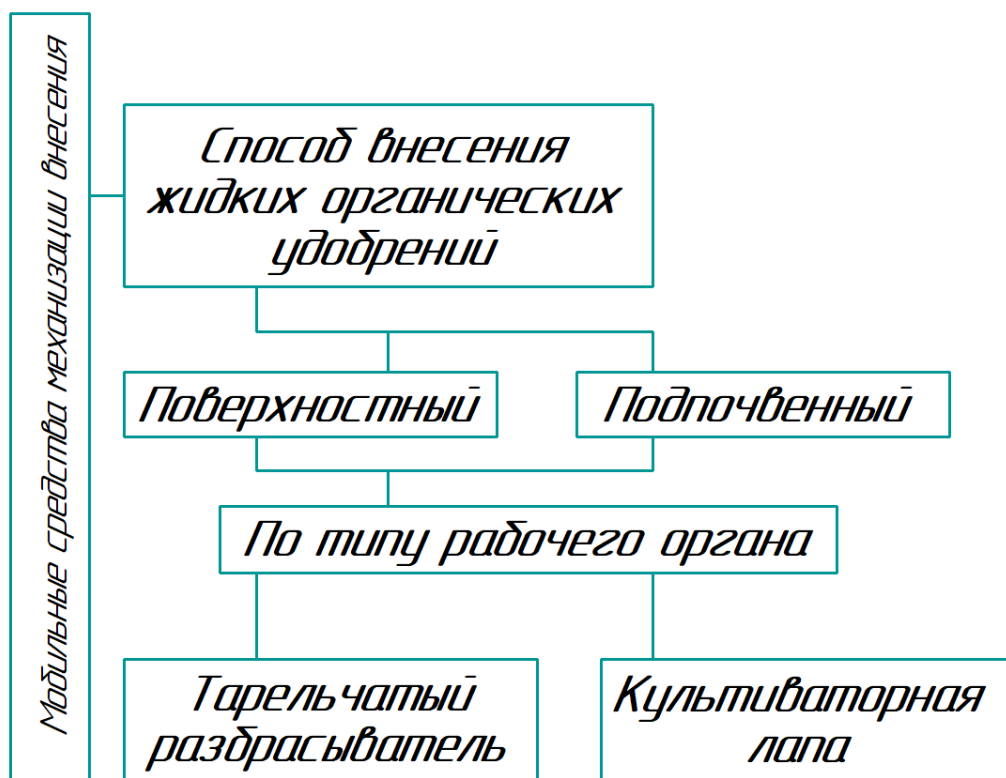 Мобильные средства механизации внесения
Способ внесения
жидких органических
удобрений
Поверхностный
Подпочвенный
По типу рабочего органа
Тарельчатый
разбрасыватель
Культиваторная
лапа